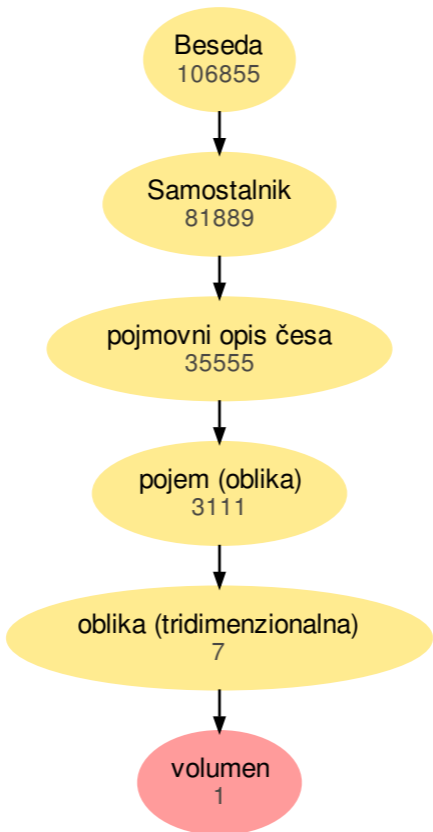 Beseda
106855
Samostalnik
81889
pojmovni opis česa
35555
pojem (oblika)
3111
oblika (tridimenzionalna)
7
volumen
1